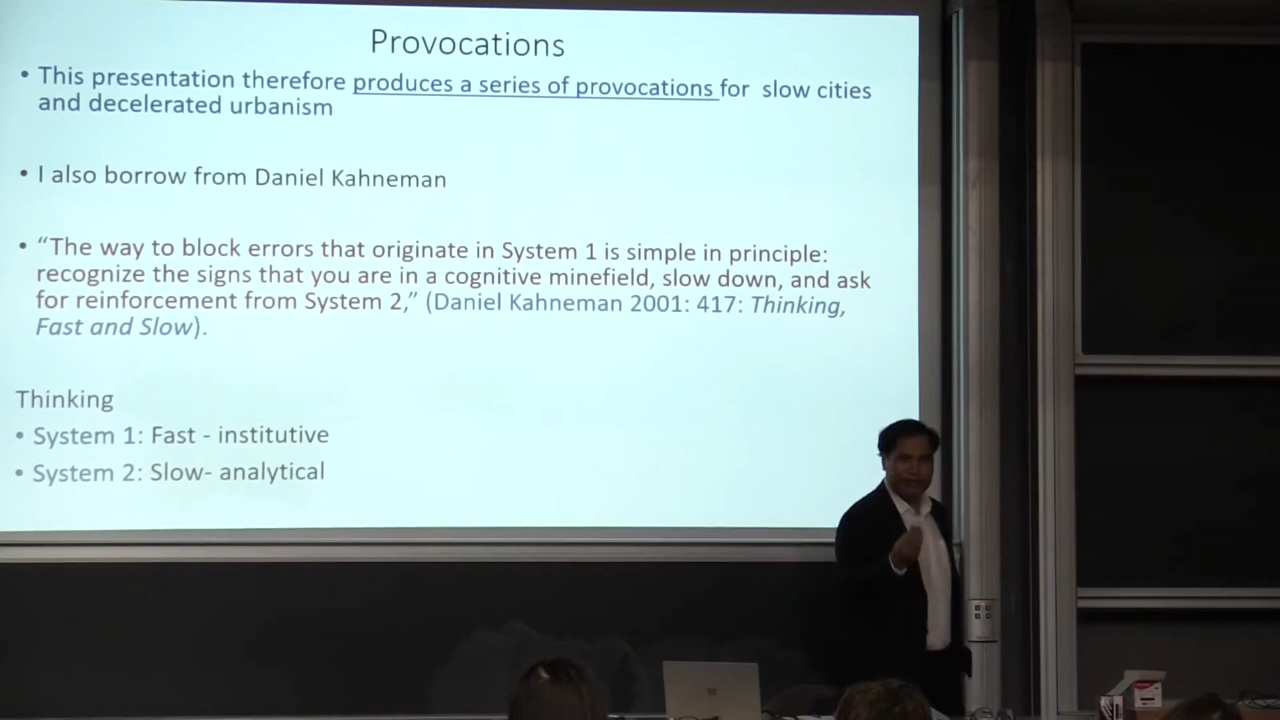 Provocations
• This presentation therefore produces a series of provocations for slow cities
and decelerated urbanism
• I also borrow from Daniel Kahneman
• “The way to block errors that originate in System 1 is simple in principle:
recognize the signs that you are in a cognitive minefield, slow down, and ask
for reinforcement from System 2,” (Daniel Kahneman 2001: 417: Thinking,
Fast and Slow).
Thinking
• System 1: Fast - institutive
• System 2: Slow- analytical